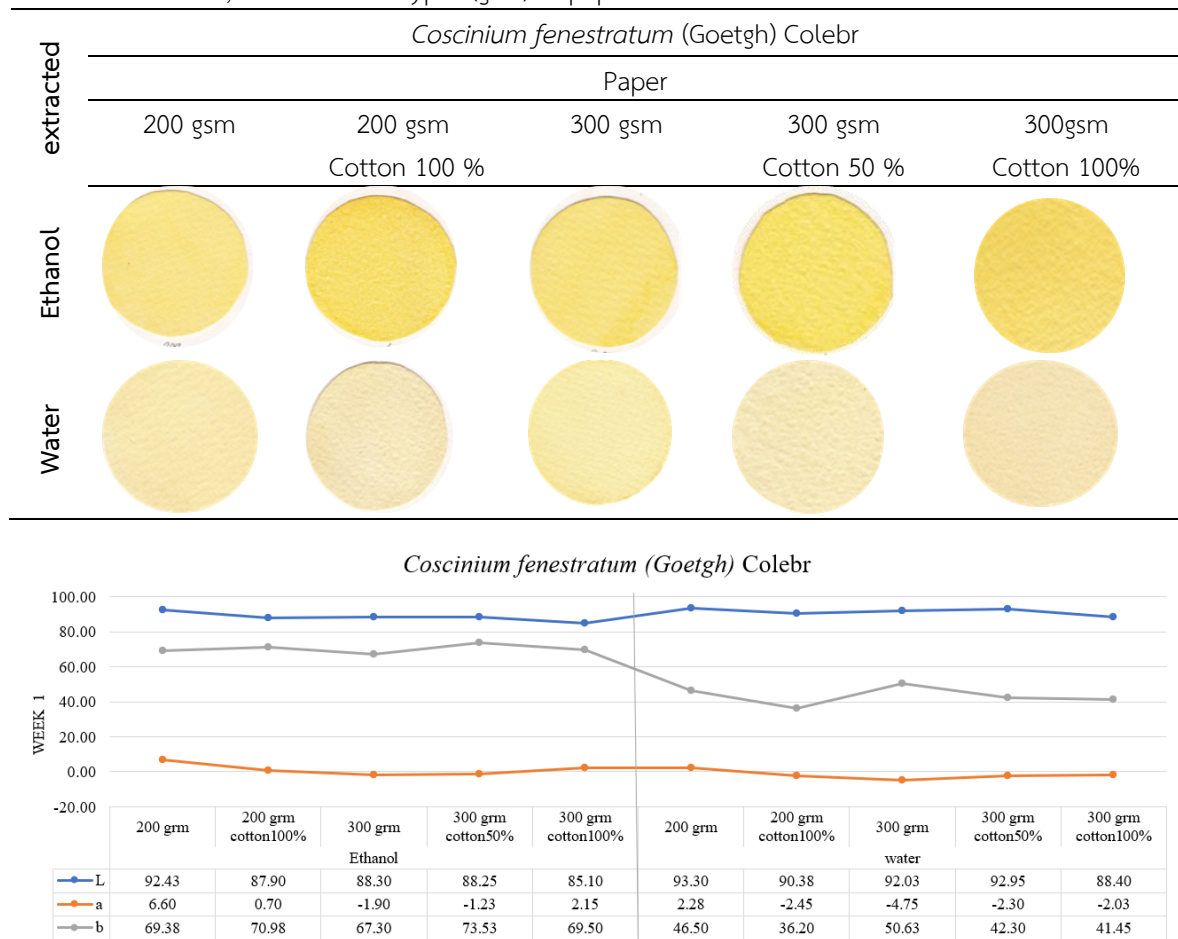 Coscinium fenestratum (Goetgh) Colebr
extracted
Paper
200 gsm 200 gsm 300 gsm 300 gsm 300gsm
Cotton 100 % Cotton 50 % Cotton 100%
Ethanol
Water
Coscinium fenestratum (Goetgh) Colebr
100.00
80.00
60.00
40.00
20.00
0.00
-20.00
WEEK 1
200 grm 200 grm cotton100% 300 grm 300 grm cotton50% 300 grm cotton100% 200 grm 200 grm cotton100% 300 grm 300 grm cotton50% 300 grm cotton100%
Ethanol water
L 92.43 87.90 88.30 88.25 85.10 93.30 90.38 92.03 92.95 88.40
a 6.60 0.70 -1.90 -1.23 2.15 2.28 -2.45 -4.75 -2.30 -2.03
b 69.38 70.98 67.30 73.53 69.50 46.50 36.20 50.63 42.30 41.45